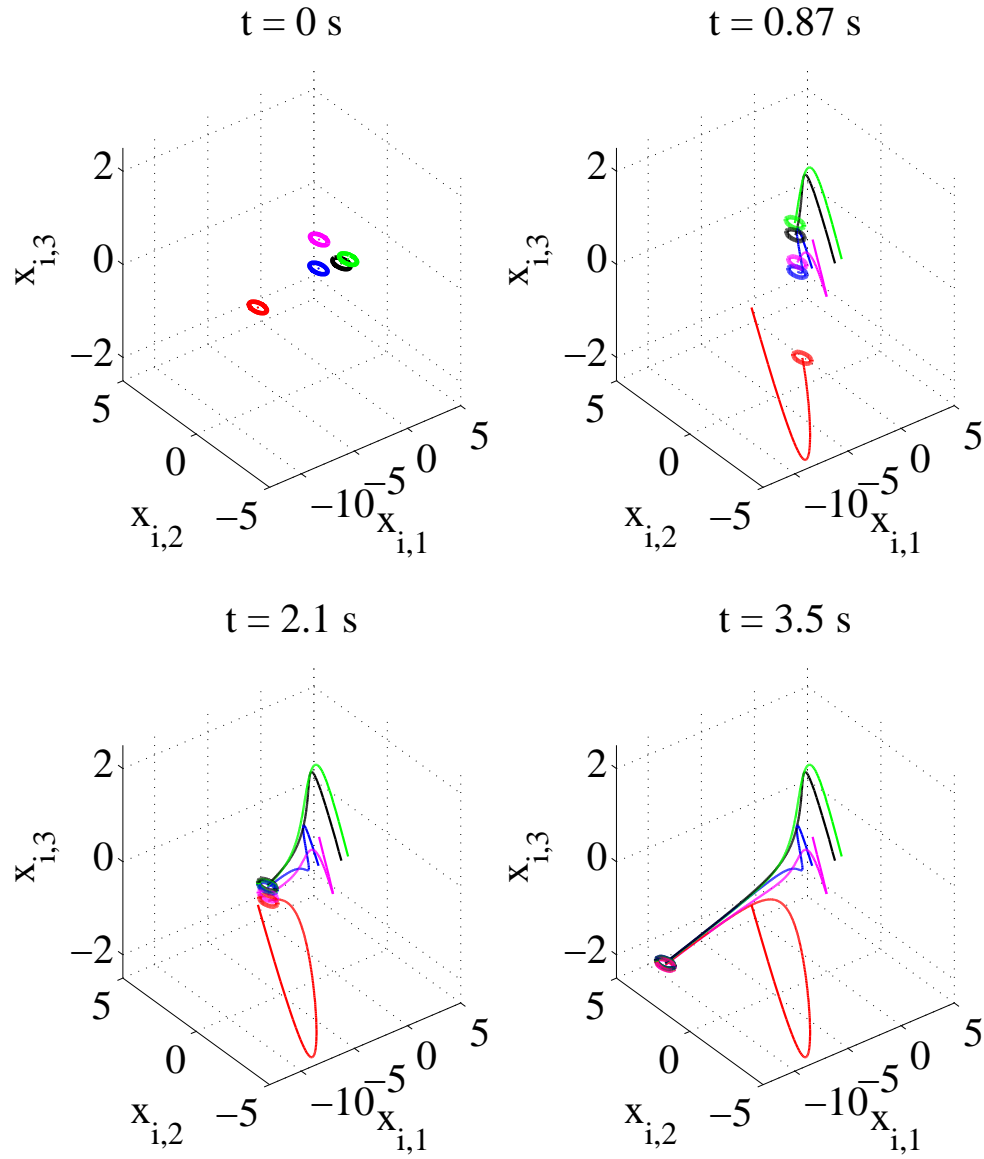 t = 0 s
t = 0.87 s
x_{i,3}
2
0
−2
5
0
−5
x_{i,2}
−10
−5
0
5
x_{i,1}
x_{i,3}
2
0
−2
5
0
−5
x_{i,2}
−10
−5
0
5
x_{i,1}
t = 2.1 s
t = 3.5 s
x_{i,3}
2
0
−2
5
0
−5
x_{i,2}
−10
−5
0
5
x_{i,1}
x_{i,3}
2
0
−2
5
0
−5
x_{i,2}
−10
−5
0
5
x_{i,1}